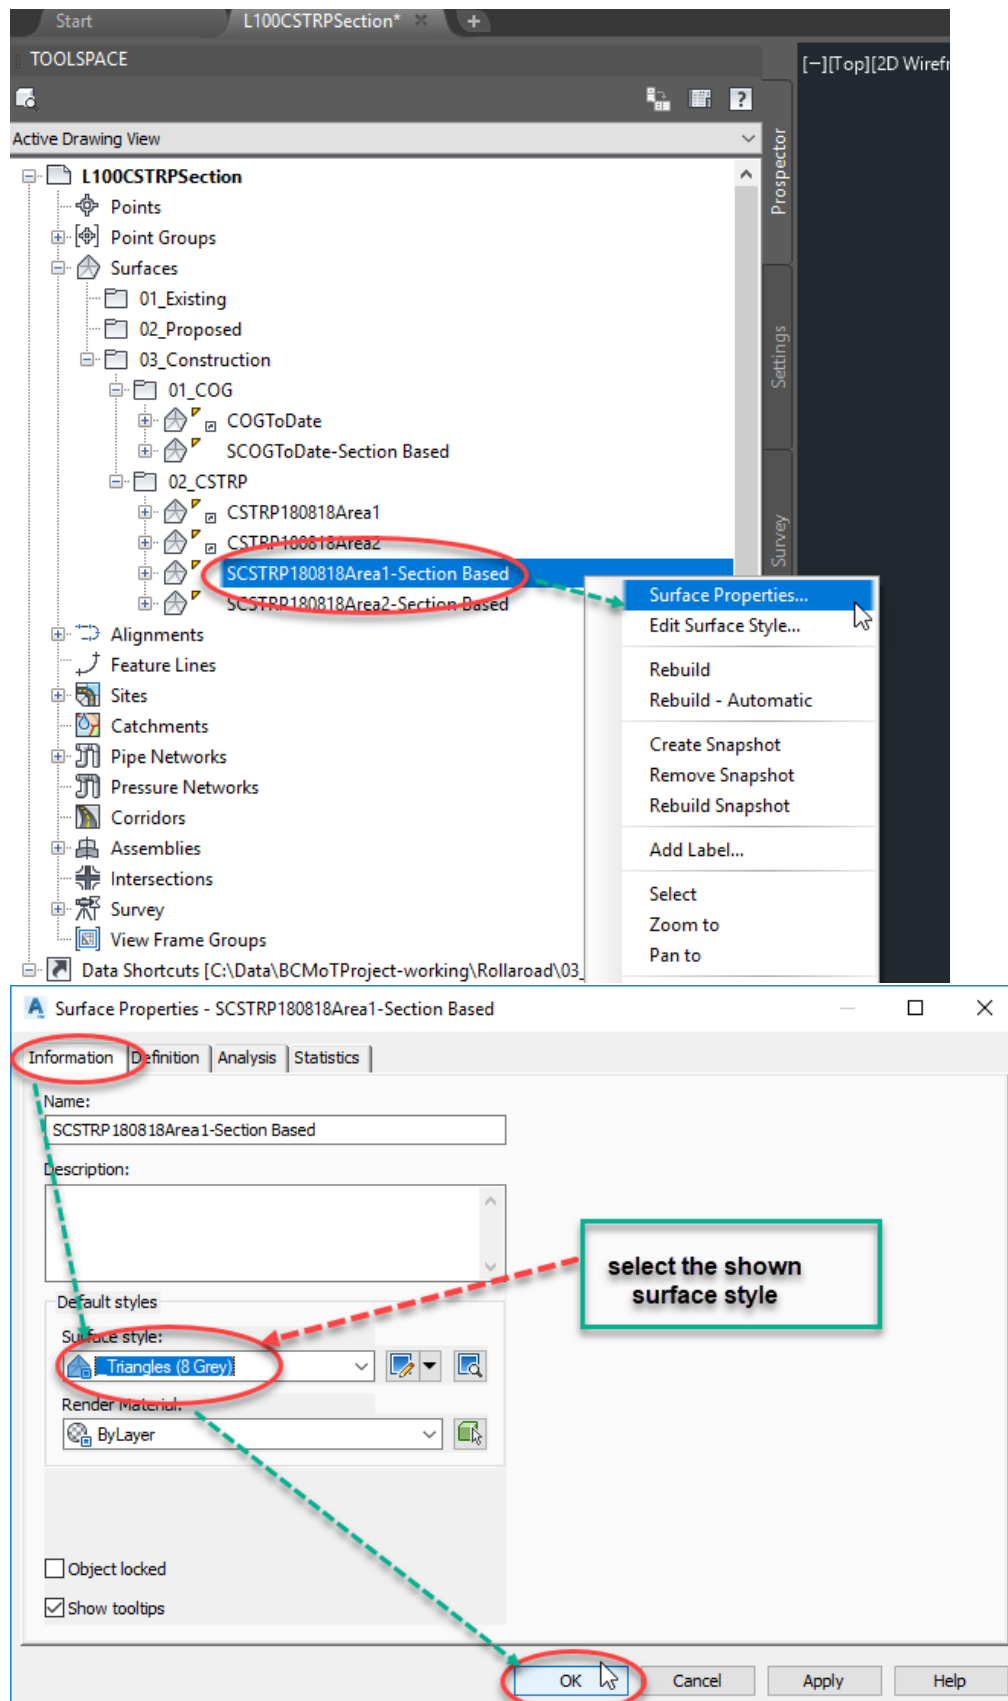 Start
L100CSTRPSection*
+
TOOLSPACE
[−][Top][2D Wirefr
?
Active Drawing View
Prospector
Settings
Survey
L100CSTRPSection
Points
Point Groups
Surfaces
01_Existing
02_Proposed
03_Construction
01_COG
COGToDate
SCOGToDate-Section Based
02_CSTRP
CSTRP180818Area1
CSTRP180818Area2
SCSTRP180818Area1-Section Based
SCSTRP180818Area2-Section Based
Alignments
Feature Lines
Sites
Catchments
Pipe Networks
Pressure Networks
Corridors
Assemblies
Intersections
Survey
View Frame Groups
Data Shortcuts [C:\Data\BCMoTProject-working\Rollaroad\03_
Surface Properties...
Edit Surface Style...
Rebuild
Rebuild - Automatic
Create Snapshot
Remove Snapshot
Rebuild Snapshot
Add Label...
Select
Zoom to
Pan to
Surface Properties - SCSTRP180818Area1-Section Based
Information
Definition
Analysis
Statistics
Name:
SCSTRP180818Area1-Section Based
Description:
select the shown
surface style
Default styles
Surface style:
_Triangles (8 Grey)
Render Material:
ByLayer
Object locked
Show tooltips
OK
Cancel
Apply
Help